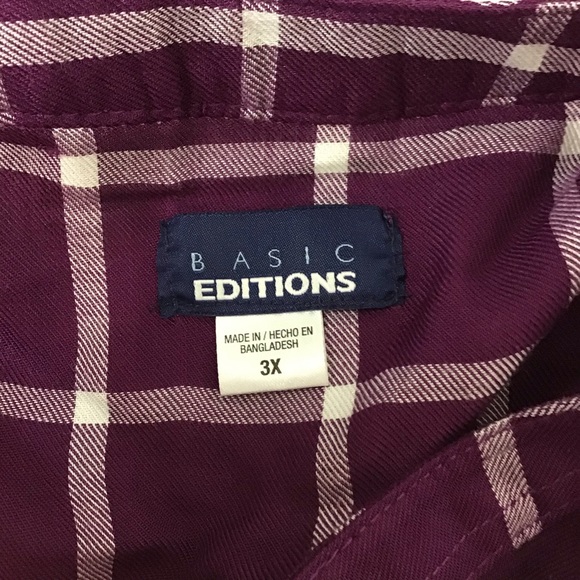 BASIC
EDITIONS
MADE IN / HECHO EN
BANGLADESH
3X